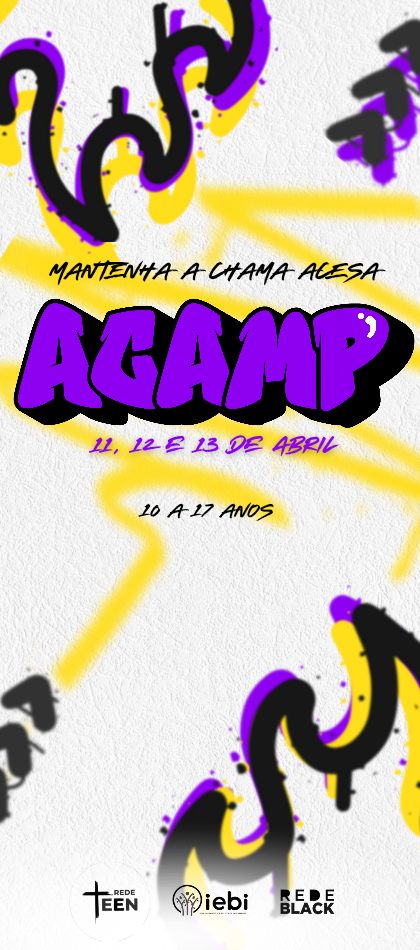 MANTENHA A CHAMA ACESA
ACAMP
11, 12 E 13 DE ABRIL
10 A 17 ANOS
REDE
TEEN
iebi
REDE
BLACK